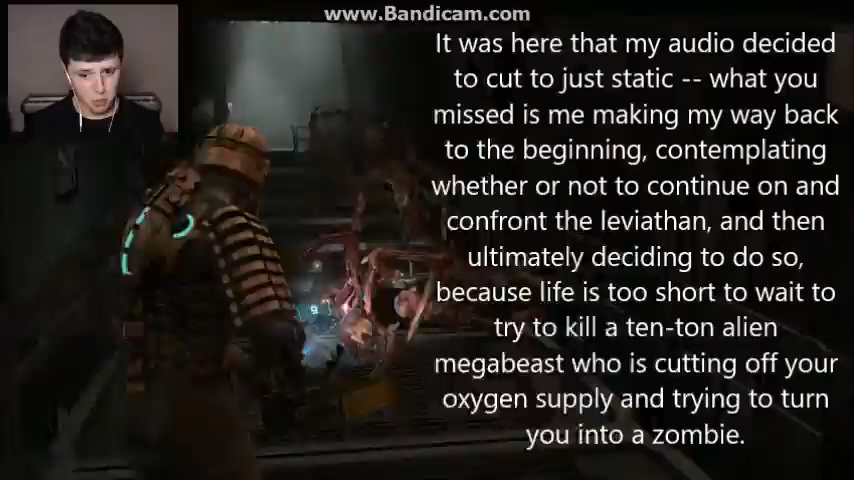 www.Bandicam.com
It was here that my audio decided
to cut to just static -- what you
missed is me making my way back
to the beginning, contemplating
whether or not to continue on and
confront the leviathan, and then
ultimately deciding to do so,
because life is too short to wait to
try to kill a ten-ton alien
megabeast who is cutting off your
oxygen supply and trying to turn
you into a zombie.